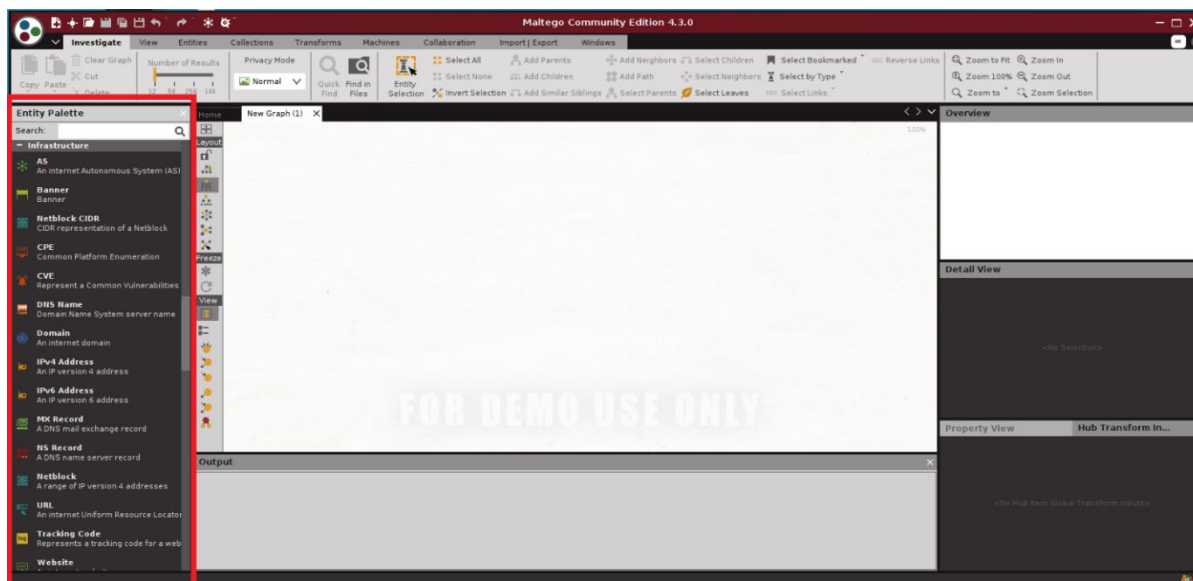 Maltego Community Edition 4.3.0
Investigate View Entities Collections Transforms Machines Collaboration Import | Export Windows
Copy Paste
Clear Graph
Cut
Delete
Number of Results
12 50 256 10k
Privacy Mode
Normal
Quick Find
Find in Files
Entity Selection
Select All
Select None
Invert Selection
Add Parents
Add Children
Add Similar Siblings
Add Neighbors
Add Path
Select Parents
Select Children
Select Neighbors
Select Leaves
Select Bookmarked
Select by Type
Select Links
Reverse Links
Zoom to Fit
Zoom 100%
Zoom to
Zoom In
Zoom Out
Zoom Selection
Entity Palette
Search:
Infrastructure
AS
An internet Autonomous System (AS)
Banner
Banner
Netblock CIDR
CIDR representation of a Netblock
CPE
Common Platform Enumeration
CVE
Represent a Common Vulnerabilities
DNS Name
Domain Name System server name
Domain
An internet domain
IPv4 Address
An IP version 4 address
IPv6 Address
An IP version 6 address
MX Record
A DNS mail exchange record
NS Record
A DNS name server record
Netblock
A range of IP version 4 addresses
URL
An internet Uniform Resource Locator
Tracking Code
Represents a tracking code for a web
Website
Home
New Graph (1)
Layout
Freeze
View
100%
FOR DEMO USE ONLY
Output
Overview
Detail View
<No Selection>
Property View
Hub Transform In...
<No Hub Item Global Transform Inputs>